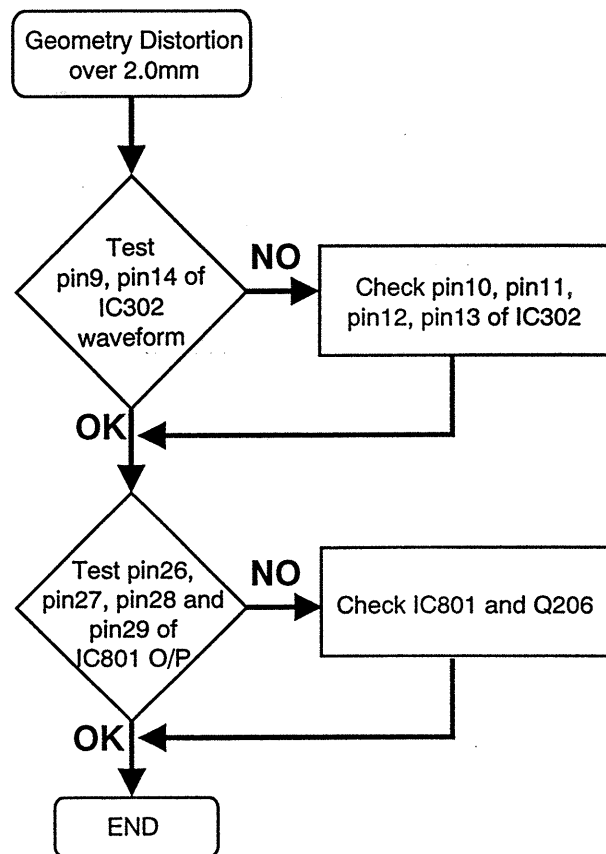 Geometry Distortion
over 2.0mm
Test
pin9, pin14 of
IC302
waveform
NO
Check pin10, pin11,
pin12, pin13 of IC302
OK
Test pin26,
pin27, pin28 and
pin29 of
IC801 O/P
NO
Check IC801 and Q206
OK
END